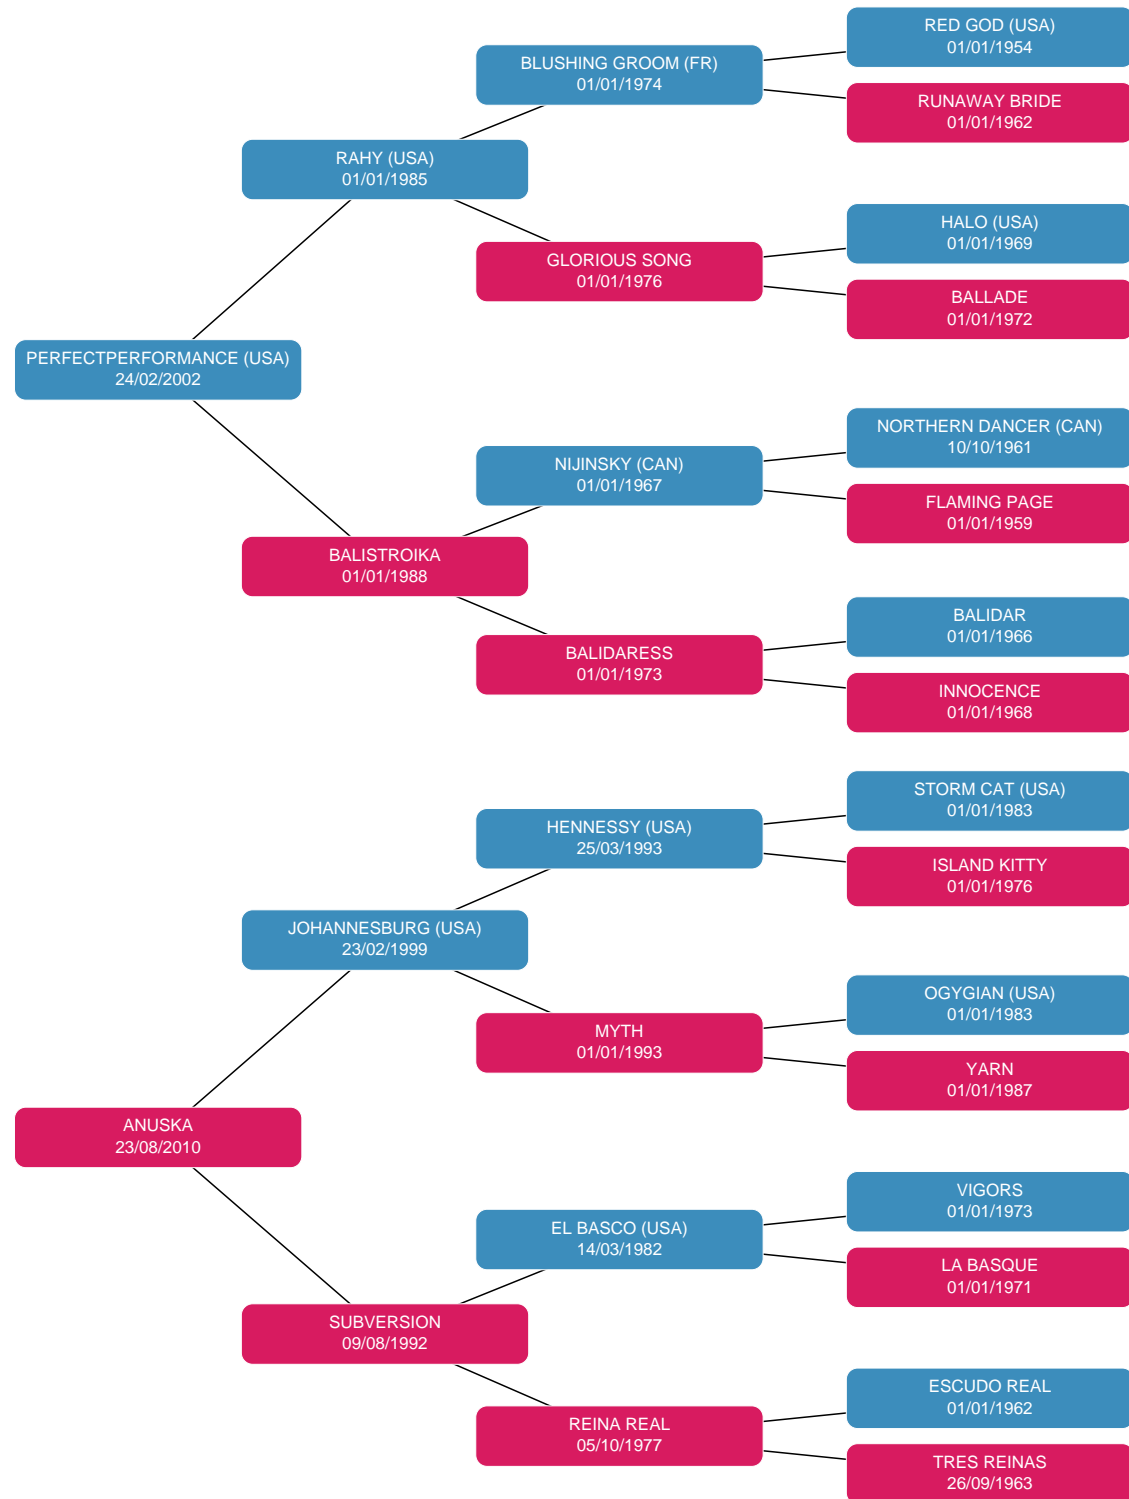 RED GOD (USA)
01/01/1954
BLUSHING GROOM (FR)
01/01/1974
RUNAWAY BRIDE
01/01/1962
RAHY (USA)
01/01/1985
HALO (USA)
01/01/1969
GLORIOUS SONG
01/01/1976
BALLADE
01/01/1972
PERFECTPERFORMANCE (USA)
24/02/2002
NORTHERN DANCER (CAN)
10/10/1961
NIJINSKY (CAN)
01/01/1967
FLAMING PAGE
01/01/1959
BALISTROIKA
01/01/1988
BALIDAR
01/01/1966
BALIDARESS
01/01/1973
INNOCENCE
01/01/1968
STORM CAT (USA)
01/01/1983
HENNESSY (USA)
25/03/1993
ISLAND KITTY
01/01/1976
JOHANNESBURG (USA)
23/02/1999
OGYGIAN (USA)
01/01/1983
MYTH
01/01/1993
YARN
01/01/1987
ANUSKA
23/08/2010
VIGORS
01/01/1973
EL BASCO (USA)
14/03/1982
LA BASQUE
01/01/1971
SUBVERSION
09/08/1992
ESCUDO REAL
01/01/1962
REINA REAL
05/10/1977
TRES REINAS
26/09/1963